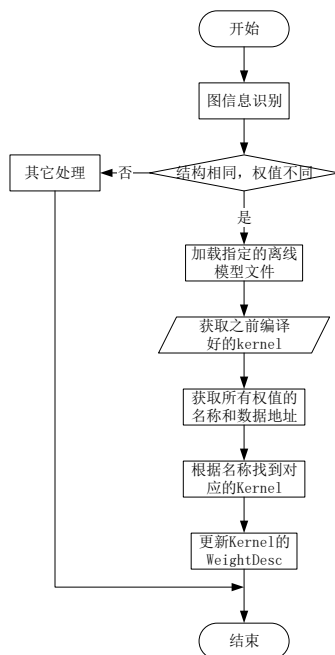 开始
图信息识别
结构相同，权值不同
否
其它处理
是
加载指定的离线
模型文件
获取之前编译
好的kernel
获取所有权值的
名称和数据地址
根据名称找到对
应的Kernel
更新Kernel的
WeightDesc
结束